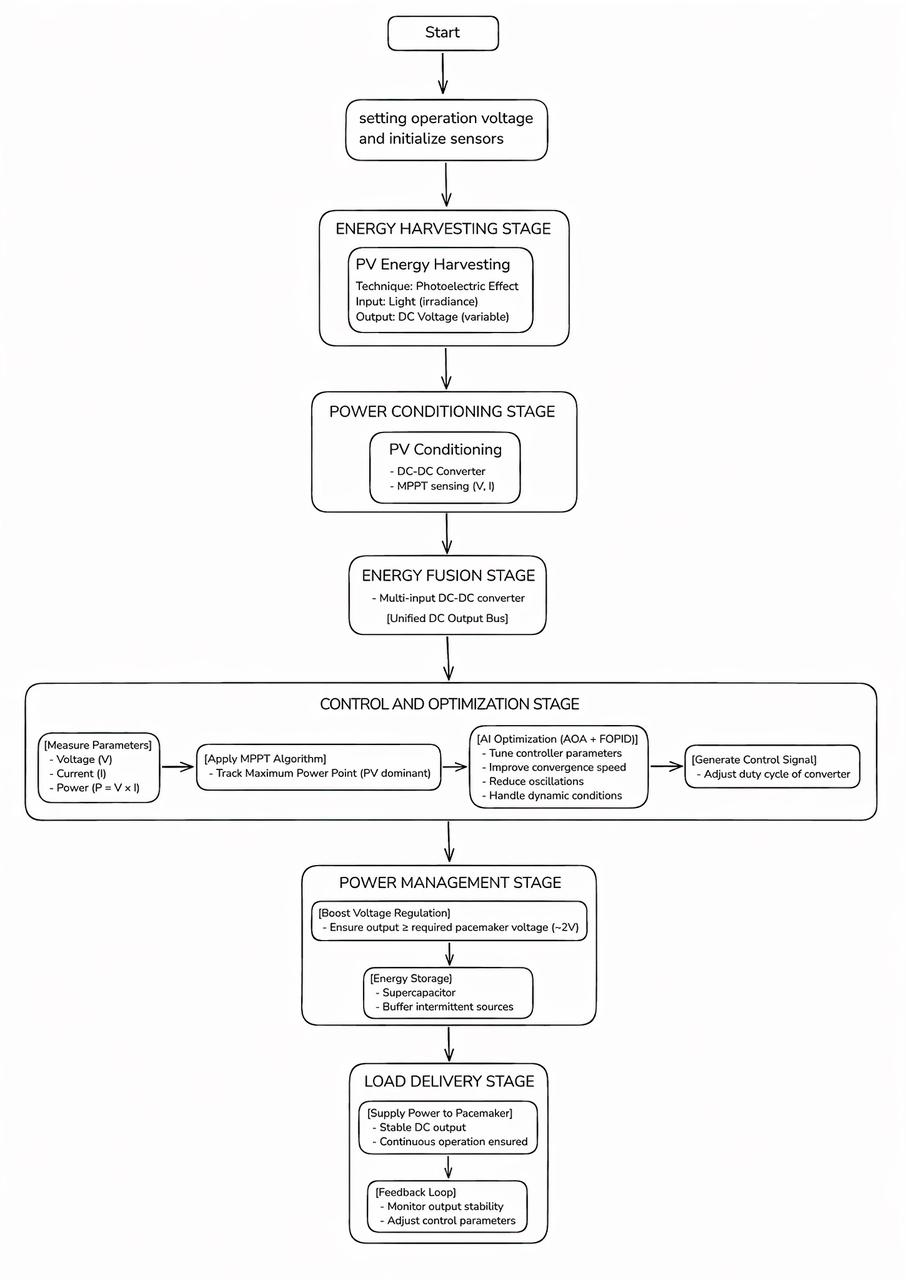 Start
setting operation voltage
and initialize sensors
ENERGY HARVESTING STAGE
PV Energy Harvesting
Technique: Photoelectric Effect
Input: Light (irradiance)
Output: DC Voltage (variable)
POWER CONDITIONING STAGE
PV Conditioning
- DC-DC Converter
- MPPT sensing (V, I)
ENERGY FUSION STAGE
- Multi-input DC-DC converter
[Unified DC Output Bus]
CONTROL AND OPTIMIZATION STAGE
[Measure Parameters]
- Voltage (V)
- Current (I)
- Power (P = V x I)
[Apply MPPT Algorithm]
- Track Maximum Power Point (PV dominant)
[AI Optimization (AOA + FOPID)]
- Tune controller parameters
- Improve convergence speed
- Reduce oscillations
- Handle dynamic conditions
[Generate Control Signal]
- Adjust duty cycle of converter
POWER MANAGEMENT STAGE
[Boost Voltage Regulation]
- Ensure output ≥ required pacemaker voltage (~2V)
[Energy Storage]
- Supercapacitor
- Buffer intermittent sources
LOAD DELIVERY STAGE
[Supply Power to Pacemaker]
- Stable DC output
- Continuous operation ensured
[Feedback Loop]
- Monitor output stability
- Adjust control parameters